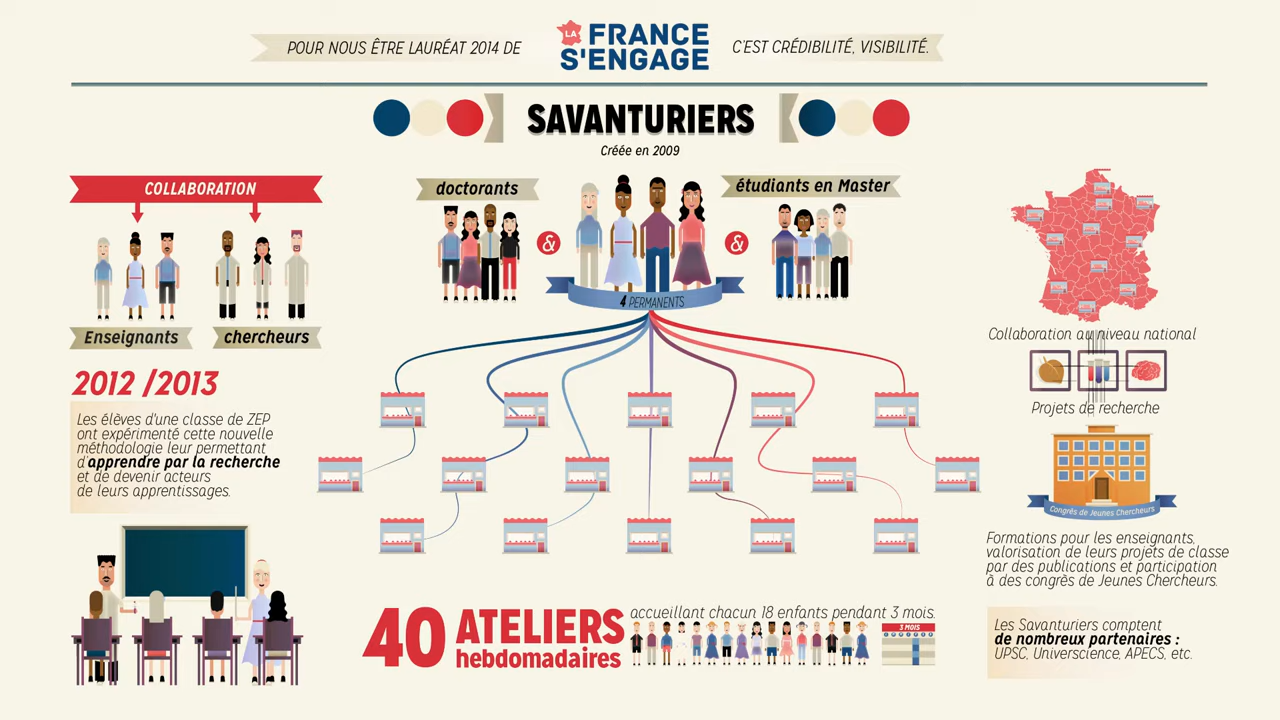 POUR NOUS ÊTRE LAURÉAT 2014 DE
LA FRANCE
S'ENGAGE
C'EST CRÉDIBILITÉ, VISIBILITÉ.
SAVANTURIERS
Créée en 2009
COLLABORATION
Enseignants
chercheurs
2012 /2013
Les élèves d'une classe de ZEP
ont expérimenté cette nouvelle
méthodologie leur permettant
d'apprendre par la recherche
et de devenir acteurs
de leurs apprentissages.
doctorants
&
&
étudiants en Master
4 PERMANENTS
40 ATELIERS
hebdomadaires
accueillant chacun 18 enfants pendant 3 mois.
3 MOIS
Collaboration au niveau national
Projets de recherche
Congrès de Jeunes Chercheurs
Formations pour les enseignants,
valorisation de leurs projets de classe
par des publications et participation
à des congrès de Jeunes Chercheurs.
Les Savanturiers comptent
de nombreux partenaires :
UPSC, Universcience, APECS, etc.